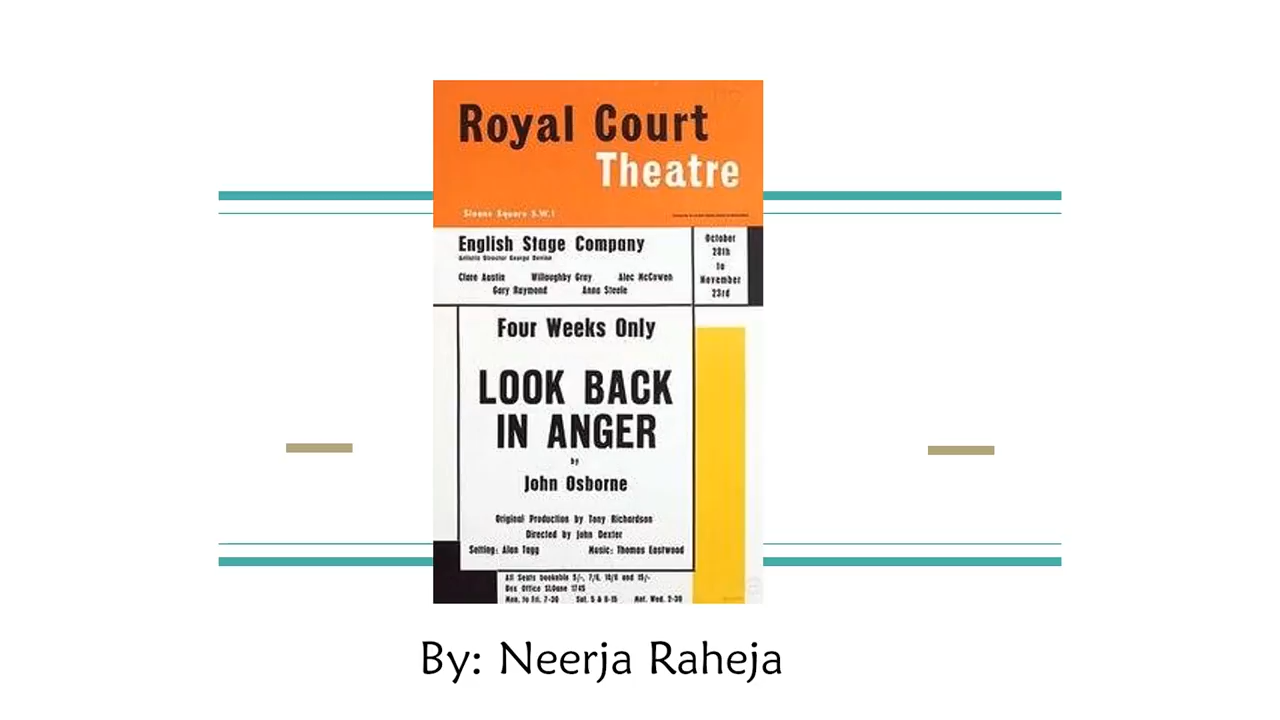 Royal Court
Theatre
Sloane Square S.W.1
English Stage Company
Artistic Director George Devine
Clare Austin Willoughby Gray Alec McCowen
Gary Raymond Anna Steele
October
28th
to
November
23rd
Four Weeks Only
LOOK BACK
IN ANGER
by
John Osborne
Original Production by Tony Richardson
Directed by John Dexter
Setting: Alan Tagg Music: Thomas Eastwood
All Seats bookable 5/-, 7/6, 10/6 and 15/-
Box Office SLOane 1745
Mon. to Fri. 7-30 Sat. 5 & 8-15 Mat. Wed. 2-30
By: Neerja Raheja